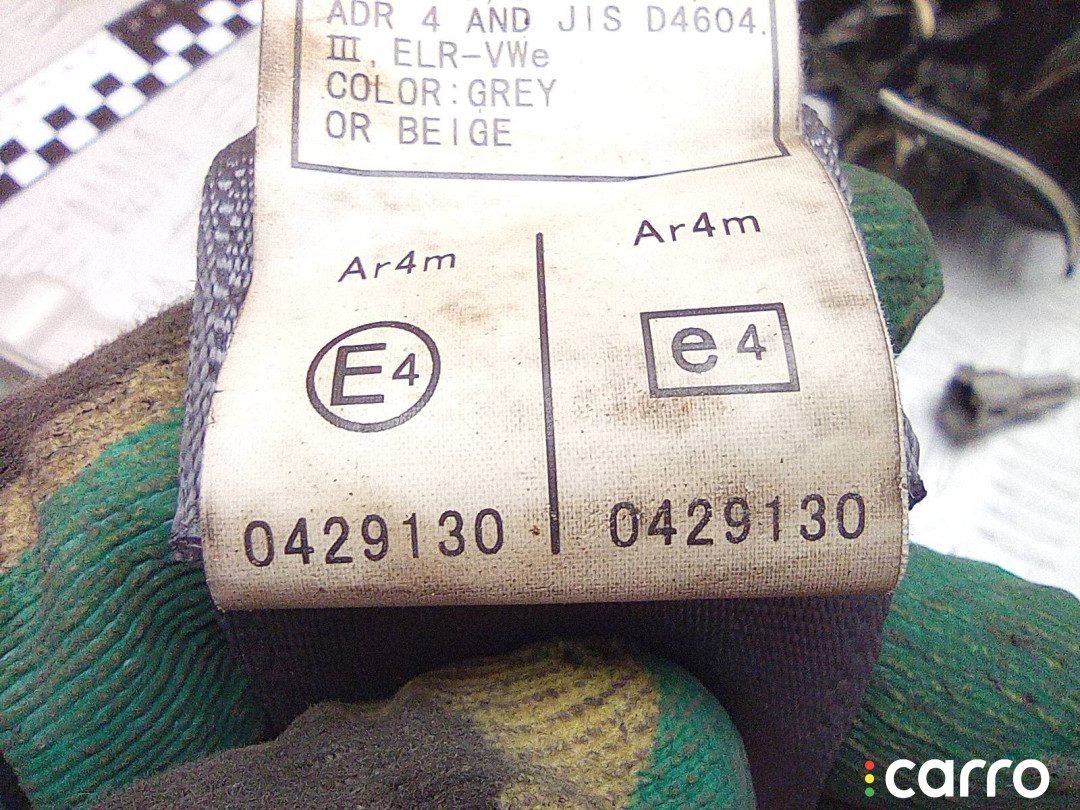 ADR 4 AND JIS D4604.
III, ELR-VWe
COLOR:GREY
OR BEIGE
Ar4m
E4
0429130
Ar4m
e4
0429130
carro